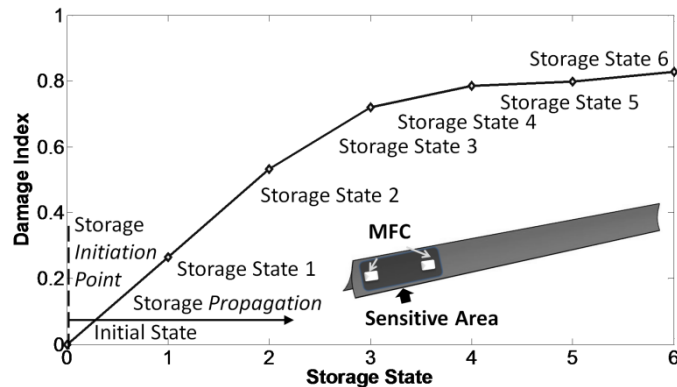 1
0.8
0.6
0.4
0.2
0
Damage Index
Storage State 6
Storage State 5
Storage State 4
Storage State 3
Storage State 2
Storage
Initiation
Point
Storage State 1
Storage Propagation
Initial State
MFC
Sensitive Area
0 1 2 3 4 5 6
Storage State